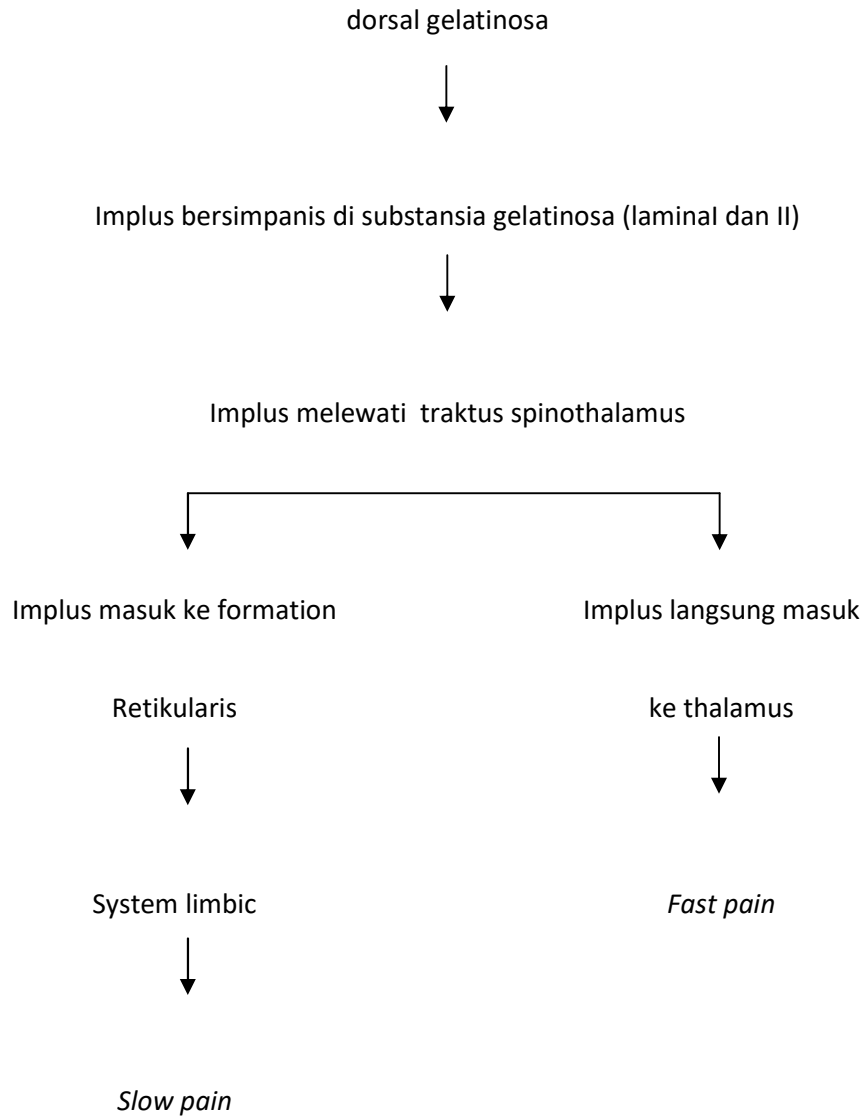 dorsal gelatinosa
Implus bersimpanis di substansia gelatinosa (laminaI dan II)
Implus melewati traktus spinothalamus
Implus masuk ke formation
Retikularis
System limbic
Slow pain
Implus langsung masuk
ke thalamus
Fast pain